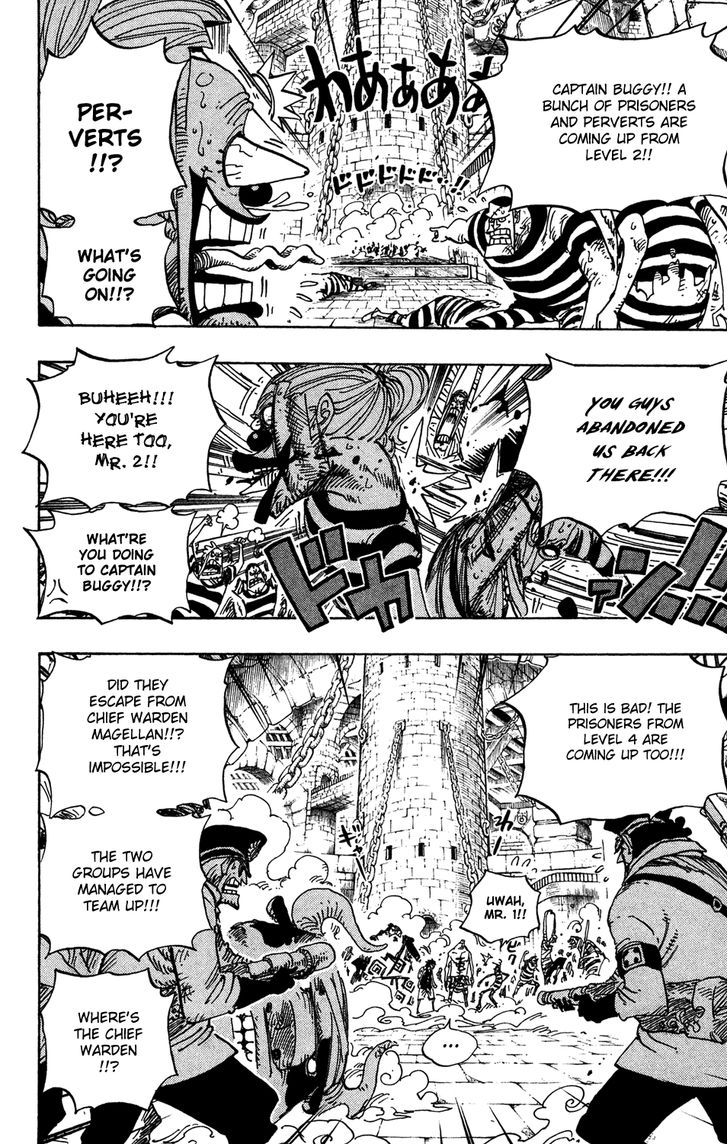 CAPTAIN BUGGY!! A
BUNCH OF PRISONERS
AND PERVERTS ARE
COMING UP FROM
LEVEL 2!!
わあぁぁあ
ドドドドド…!!
PER-
VERTS
!!?
WHAT'S
GOING
ON!!?
YOU GUYS
ABANDONED
US BACK
THERE!!!
BUHEEH!!!
YOU'RE
HERE TOO,
MR. 2!!
WHAT'RE
YOU DOING
TO CAPTAIN
BUGGY!!?
ドカァン!!!
THIS IS BAD! THE
PRISONERS FROM
LEVEL 4 ARE
COMING UP TOO!!!
UWAH,
MR. 1!!
...
DID THEY
ESCAPE FROM
CHIEF WARDEN
MAGELLAN!!?
THAT'S
IMPOSSIBLE!!!
THE TWO
GROUPS HAVE
MANAGED TO
TEAM UP!!!
WHERE'S
THE CHIEF
WARDEN
!!?